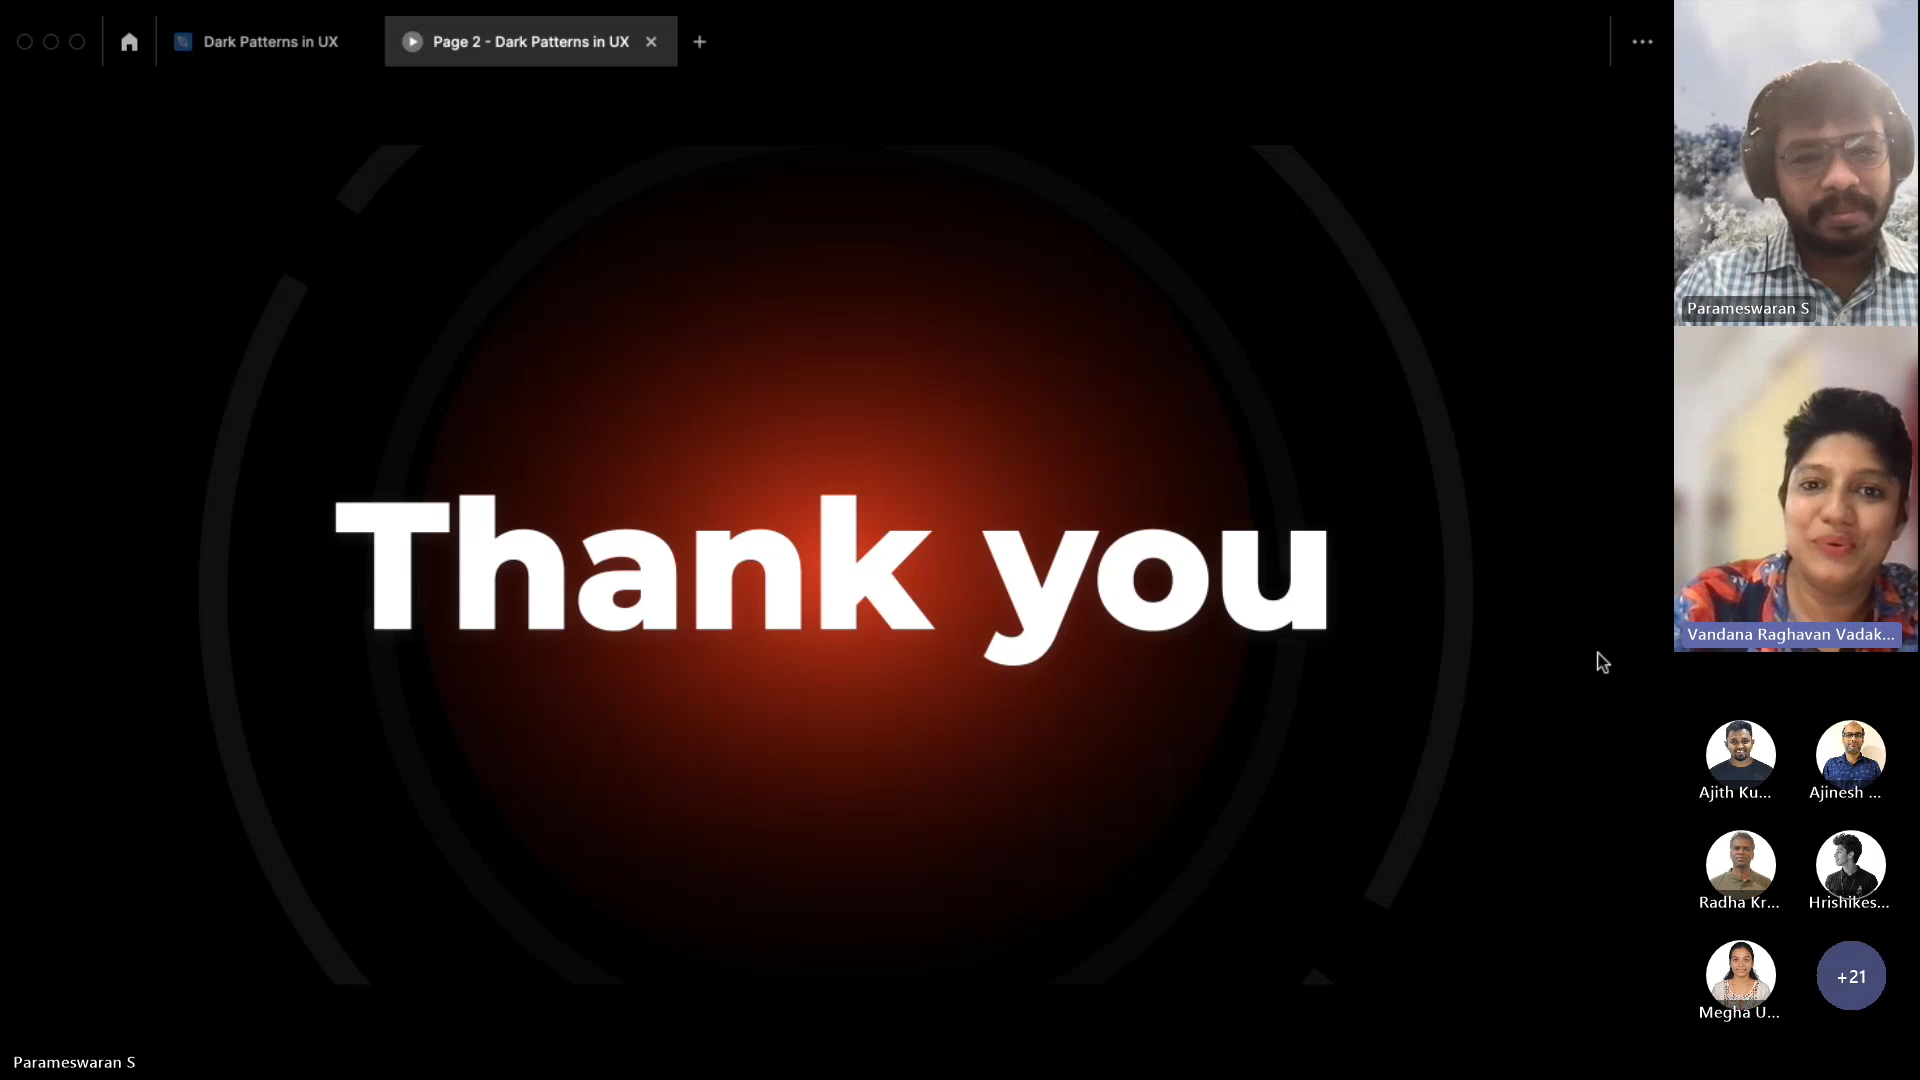 Dark Patterns in UX
Page 2 - Dark Patterns in UX
Thank you
Parameswaran S
Vandana Raghavan Vadak...
Ajith Ku...
Ajinesh ...
Radha Kr...
Hrishikes...
Megha U...
+21
Parameswaran S